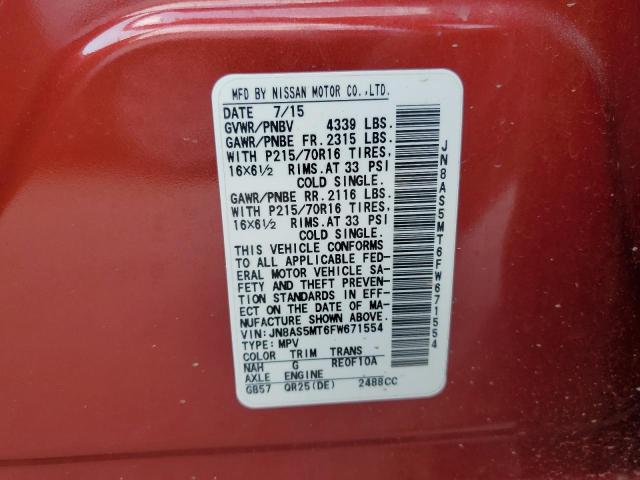 MFD BY NISSAN MOTOR CO.,LTD.
DATE 7/15
GVWR/PNBV 4339 LBS.
GAWR/PNBE FR. 2315 LBS.
WITH P215/70R16 TIRES,
16X6½ RIMS.AT 33 PSI
COLD SINGLE.
GAWR/PNBE RR. 2116 LBS.
WITH P215/70R16 TIRES,
16X6½ RIMS.AT 33 PSI
COLD SINGLE.
THIS VEHICLE CONFORMS
TO ALL APPLICABLE FED-
ERAL MOTOR VEHICLE SA-
FETY AND THEFT PREVEN-
TION STANDARDS IN EFF-
ECT ON THE DATE OF MA-
NUFACTURE SHOWN ABOVE.
VIN:JN8AS5MT6FW671554
TYPE:MPV
COLOR TRIM TRANS
NAH G RE0F10A
AXLE ENGINE
GB57 QR25(DE) 2488CC
JN8AS5MT6FW671554